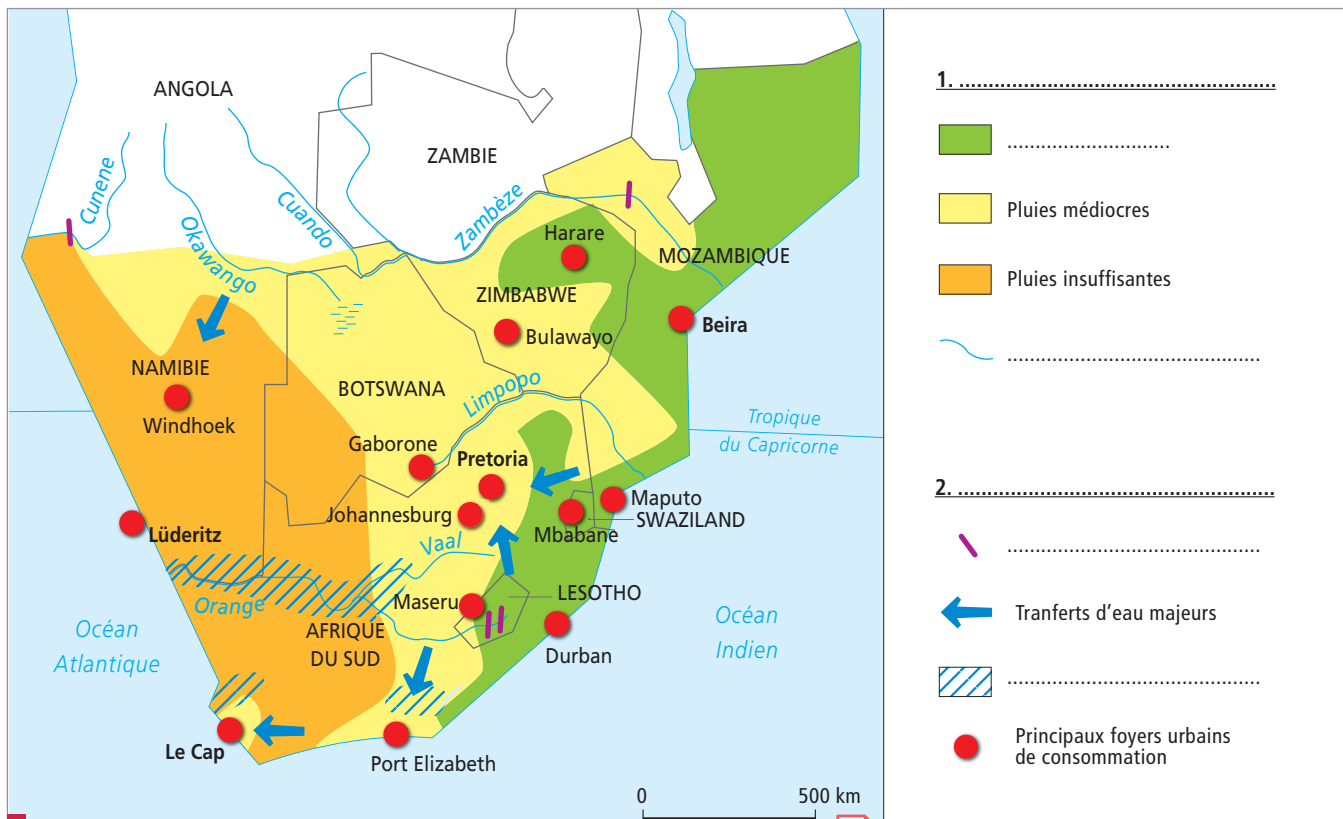 ANGOLA
ZAMBIE
Cunene
Okawango
Cuando
Zambèze
Harare
MOZAMBIQUE
ZIMBABWE
Bulawayo
Beira
NAMIBIE
Windhoek
BOTSWANA
Limpopo
Tropique
du Capricorne
Gaborone
Pretoria
Maputo
SWAZILAND
Johannesburg
Mbabane
Lüderitz
Vaal
Orange
Maseru
LESOTHO
Océan
Atlantique
AFRIQUE
DU SUD
Durban
Océan
Indien
Le Cap
Port Elizabeth
0 500 km
1. ........................................................
.............................
Pluies médiocres
Pluies insuffisantes
.............................................
2. ........................................................
.............................................
Tranferts d'eau majeurs
.............................................
Principaux foyers urbains
de consommation